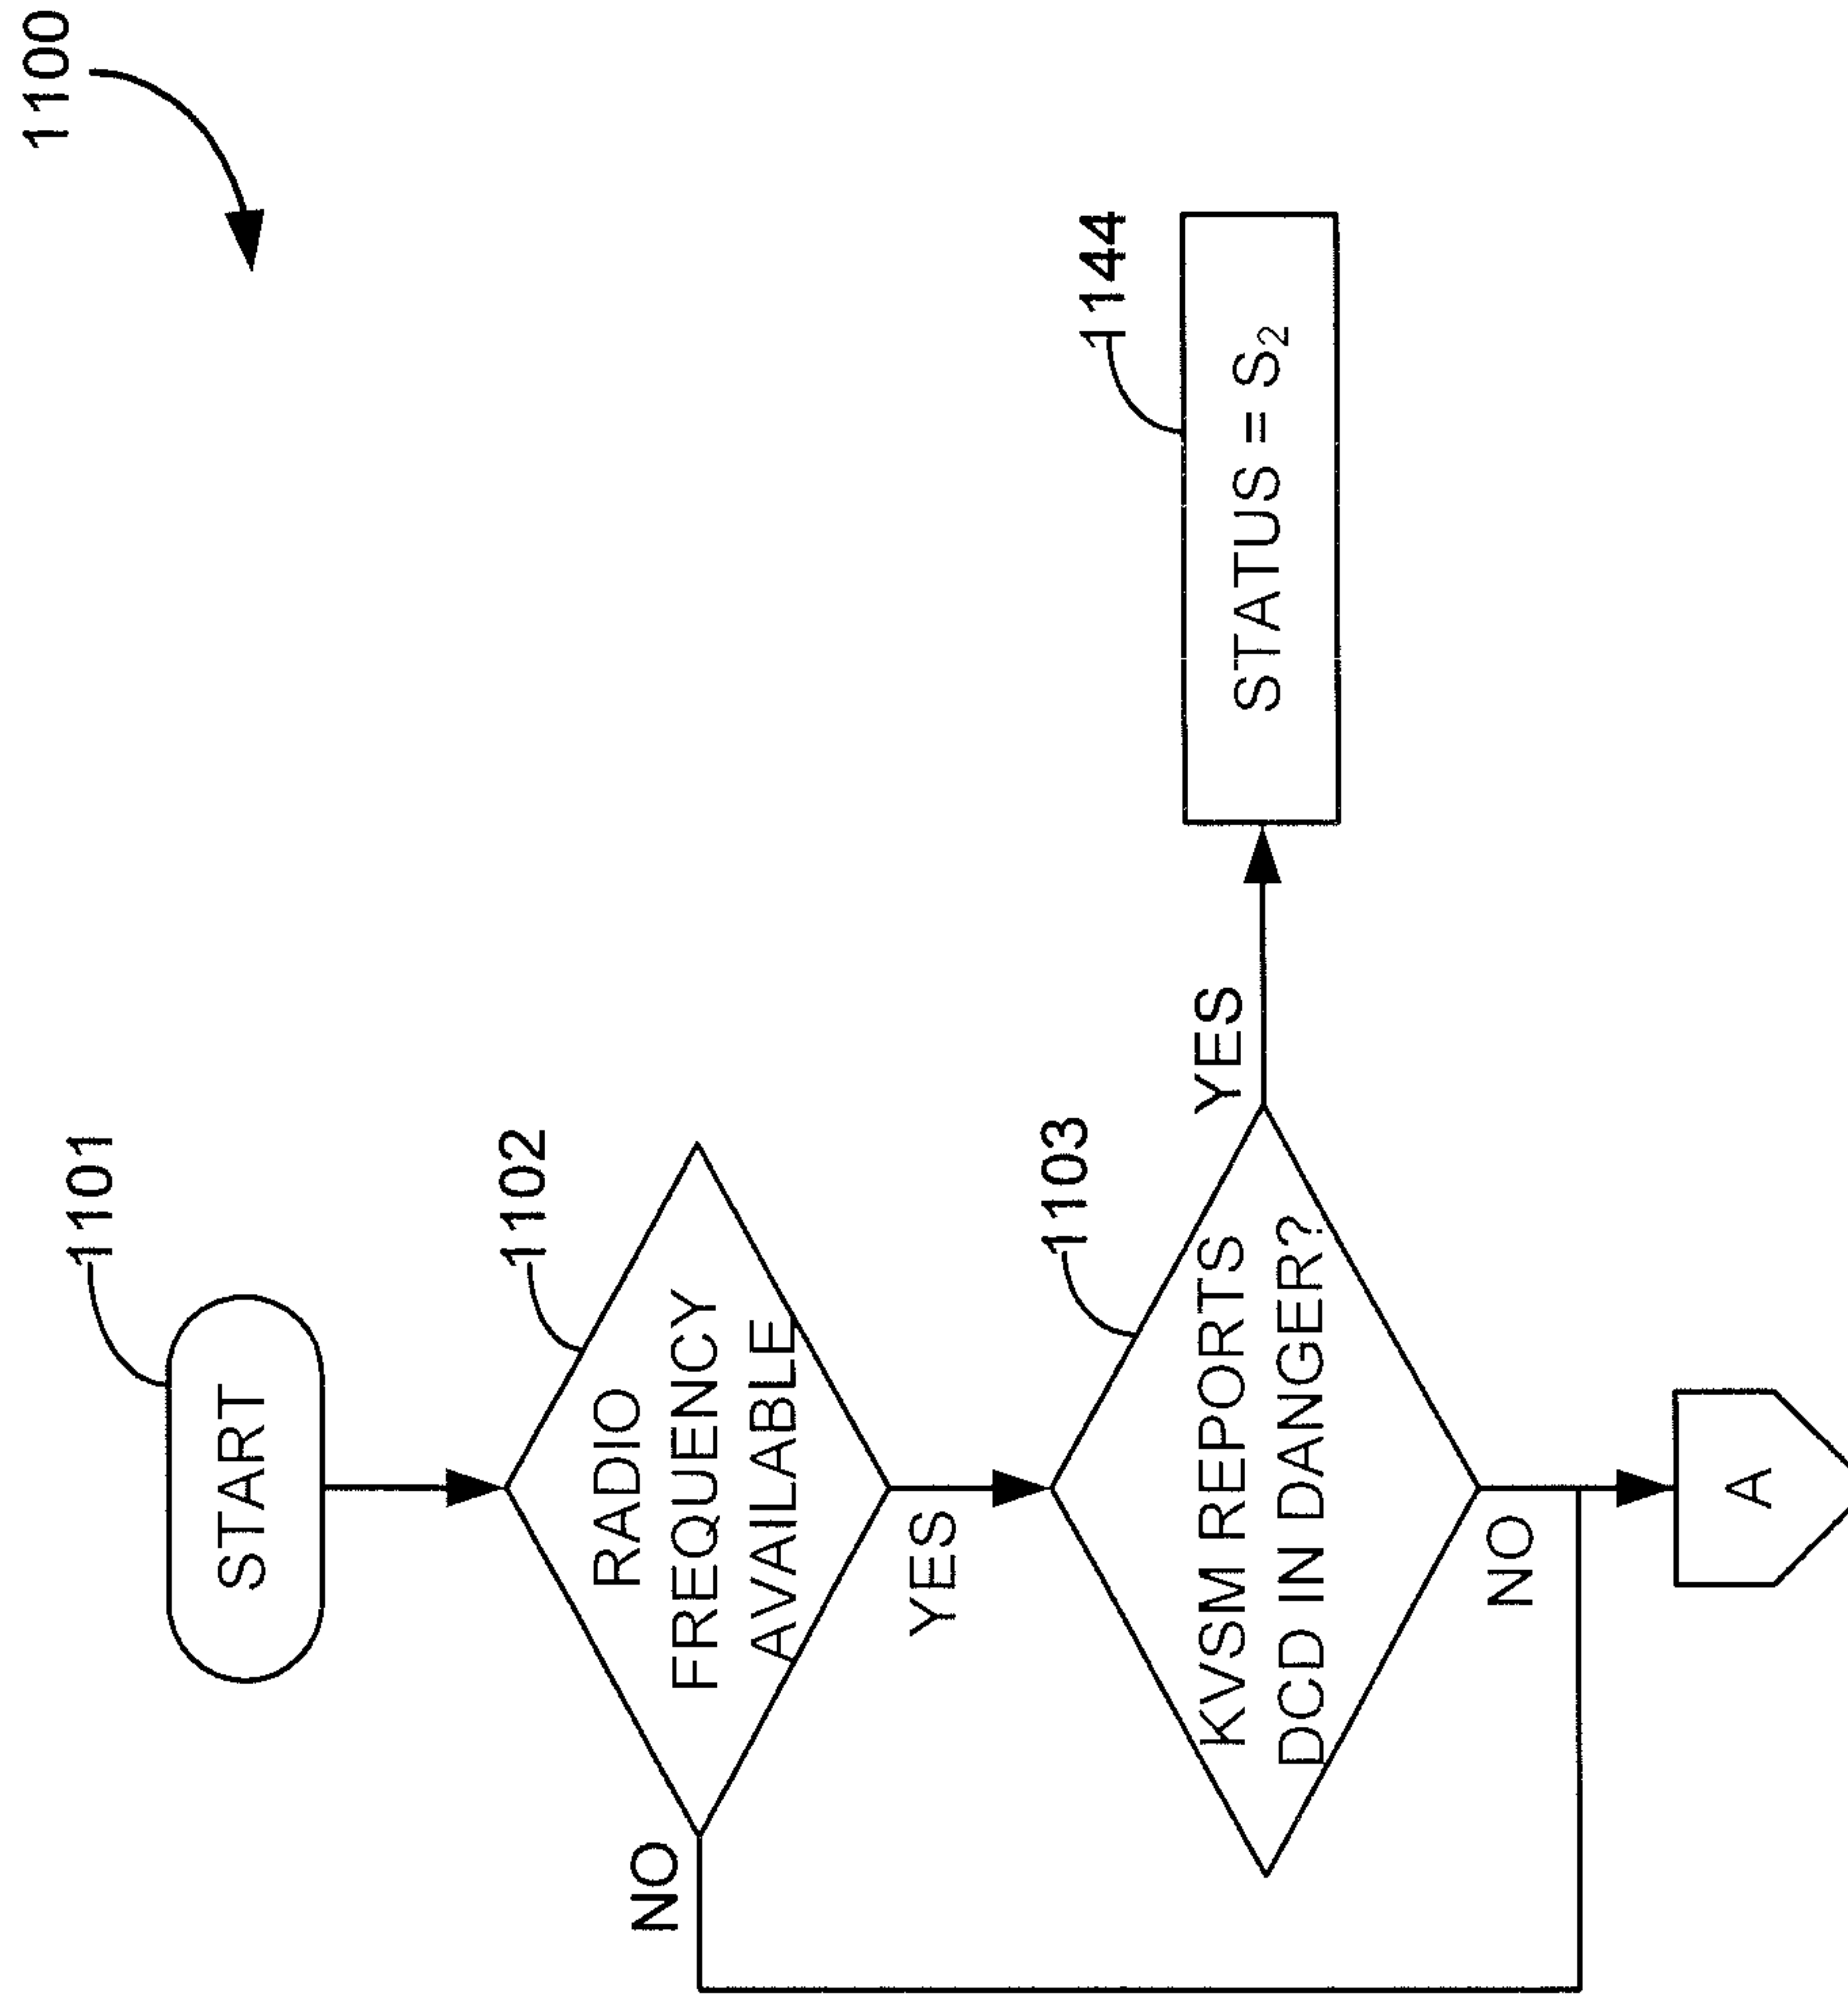 1100
1101
START
1102
RADIO
FREQUENCY
AVAILABLE
NO
YES
1103
KVSM REPORTS
DCD IN DANGER?
YES
1144
STATUS = S₂
NO
A